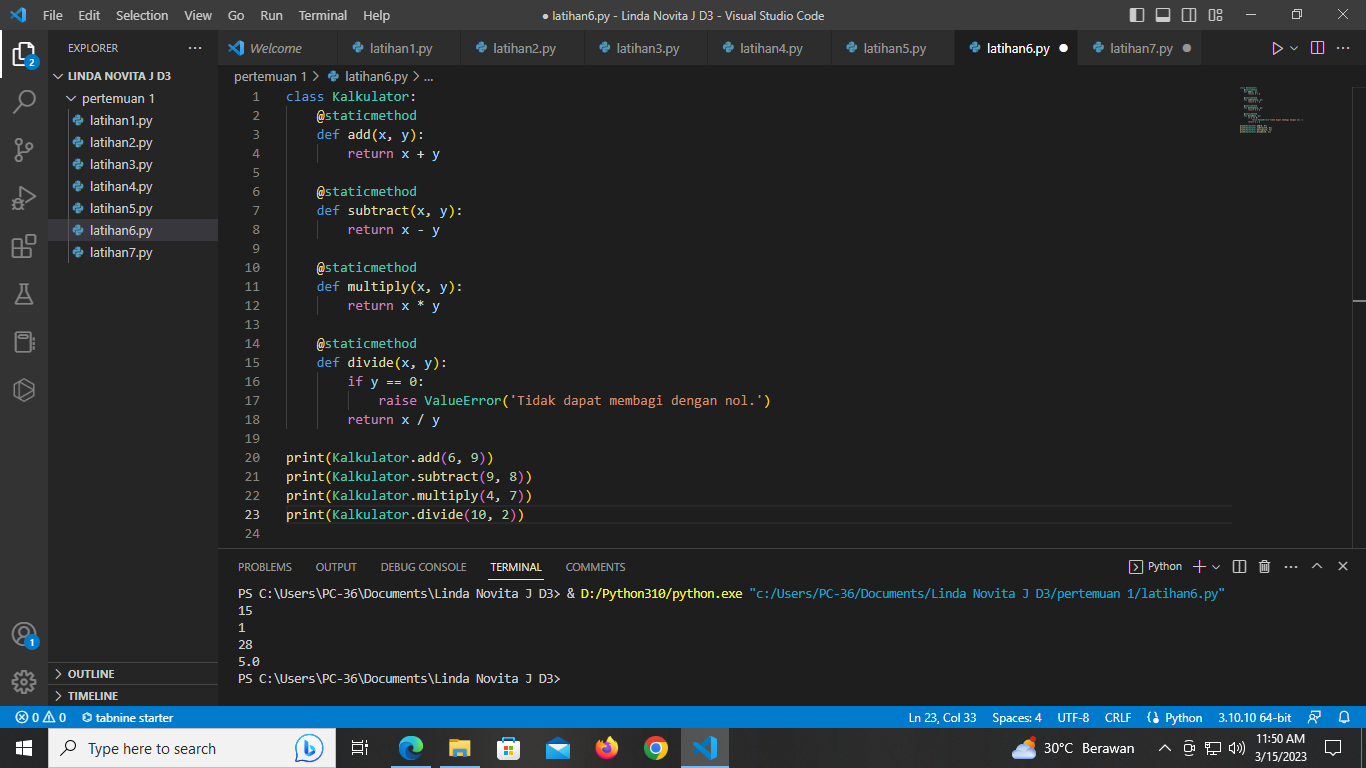 File Edit Selection View Go Run Terminal Help
● latihan6.py - Linda Novita J D3 - Visual Studio Code
EXPLORER ···
LINDA NOVITA J D3
pertemuan 1
latihan1.py
latihan2.py
latihan3.py
latihan4.py
latihan5.py
latihan6.py
latihan7.py
OUTLINE
TIMELINE
2
1
Welcome latihan1.py latihan2.py latihan3.py latihan4.py latihan5.py latihan6.py ● latihan7.py ●
pertemuan 1 > latihan6.py > ...
1 class Kalkulator:
2     @staticmethod
3     def add(x, y):
4         return x + y
5
6     @staticmethod
7     def subtract(x, y):
8         return x - y
9
10     @staticmethod
11     def multiply(x, y):
12         return x * y
13
14     @staticmethod
15     def divide(x, y):
16         if y == 0:
17             raise ValueError('Tidak dapat membagi dengan nol.')
18         return x / y
19
20 print(Kalkulator.add(6, 9))
21 print(Kalkulator.subtract(9, 8))
22 print(Kalkulator.multiply(4, 7))
23 print(Kalkulator.divide(10, 2))
24
PROBLEMS OUTPUT DEBUG CONSOLE TERMINAL COMMENTS
Python
PS C:\Users\PC-36\Documents\Linda Novita J D3> & D:/Python310/python.exe "c:/Users/PC-36/Documents/Linda Novita J D3/pertemuan 1/latihan6.py"
15
1
28
5.0
PS C:\Users\PC-36\Documents\Linda Novita J D3>
0 0 tabnine starter
Ln 23, Col 33 Spaces: 4 UTF-8 CRLF Python 3.10.10 64-bit
Type here to search
30°C Berawan
11:50 AM
3/15/2023